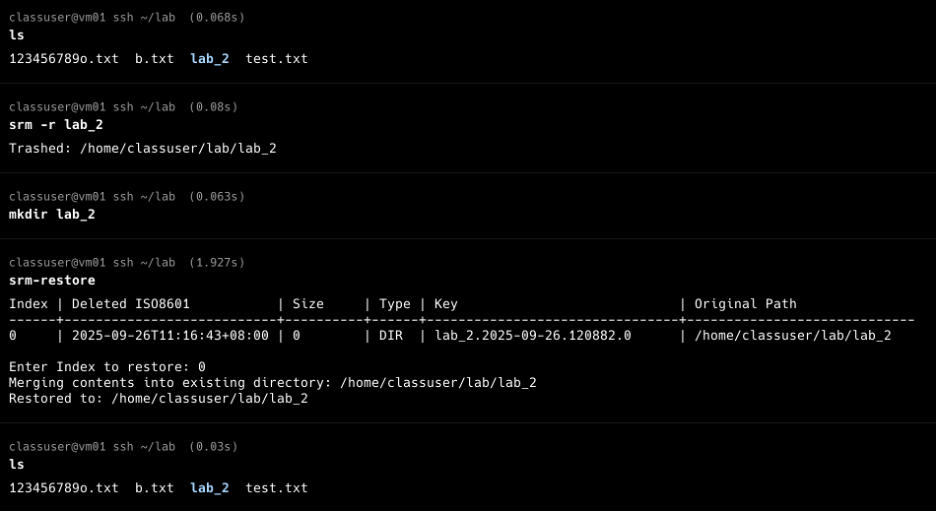 classuser@vm01 ssh ~/lab (0.068s)
ls
123456789o.txt  b.txt  lab_2  test.txt
classuser@vm01 ssh ~/lab (0.08s)
srm -r lab_2
Trashed: /home/classuser/lab/lab_2
classuser@vm01 ssh ~/lab (0.063s)
mkdir lab_2
classuser@vm01 ssh ~/lab (1.927s)
srm-restore
Index | Deleted ISO8601           | Size     | Type | Key                             | Original Path
------+---------------------------+----------+------+--------------------------------+-----------------------------
0     | 2025-09-26T11:16:43+08:00 | 0        | DIR  | lab_2.2025-09-26.120882.0      | /home/classuser/lab/lab_2
Enter Index to restore: 0
Merging contents into existing directory: /home/classuser/lab/lab_2
Restored to: /home/classuser/lab/lab_2
classuser@vm01 ssh ~/lab (0.03s)
ls
123456789o.txt  b.txt  lab_2  test.txt